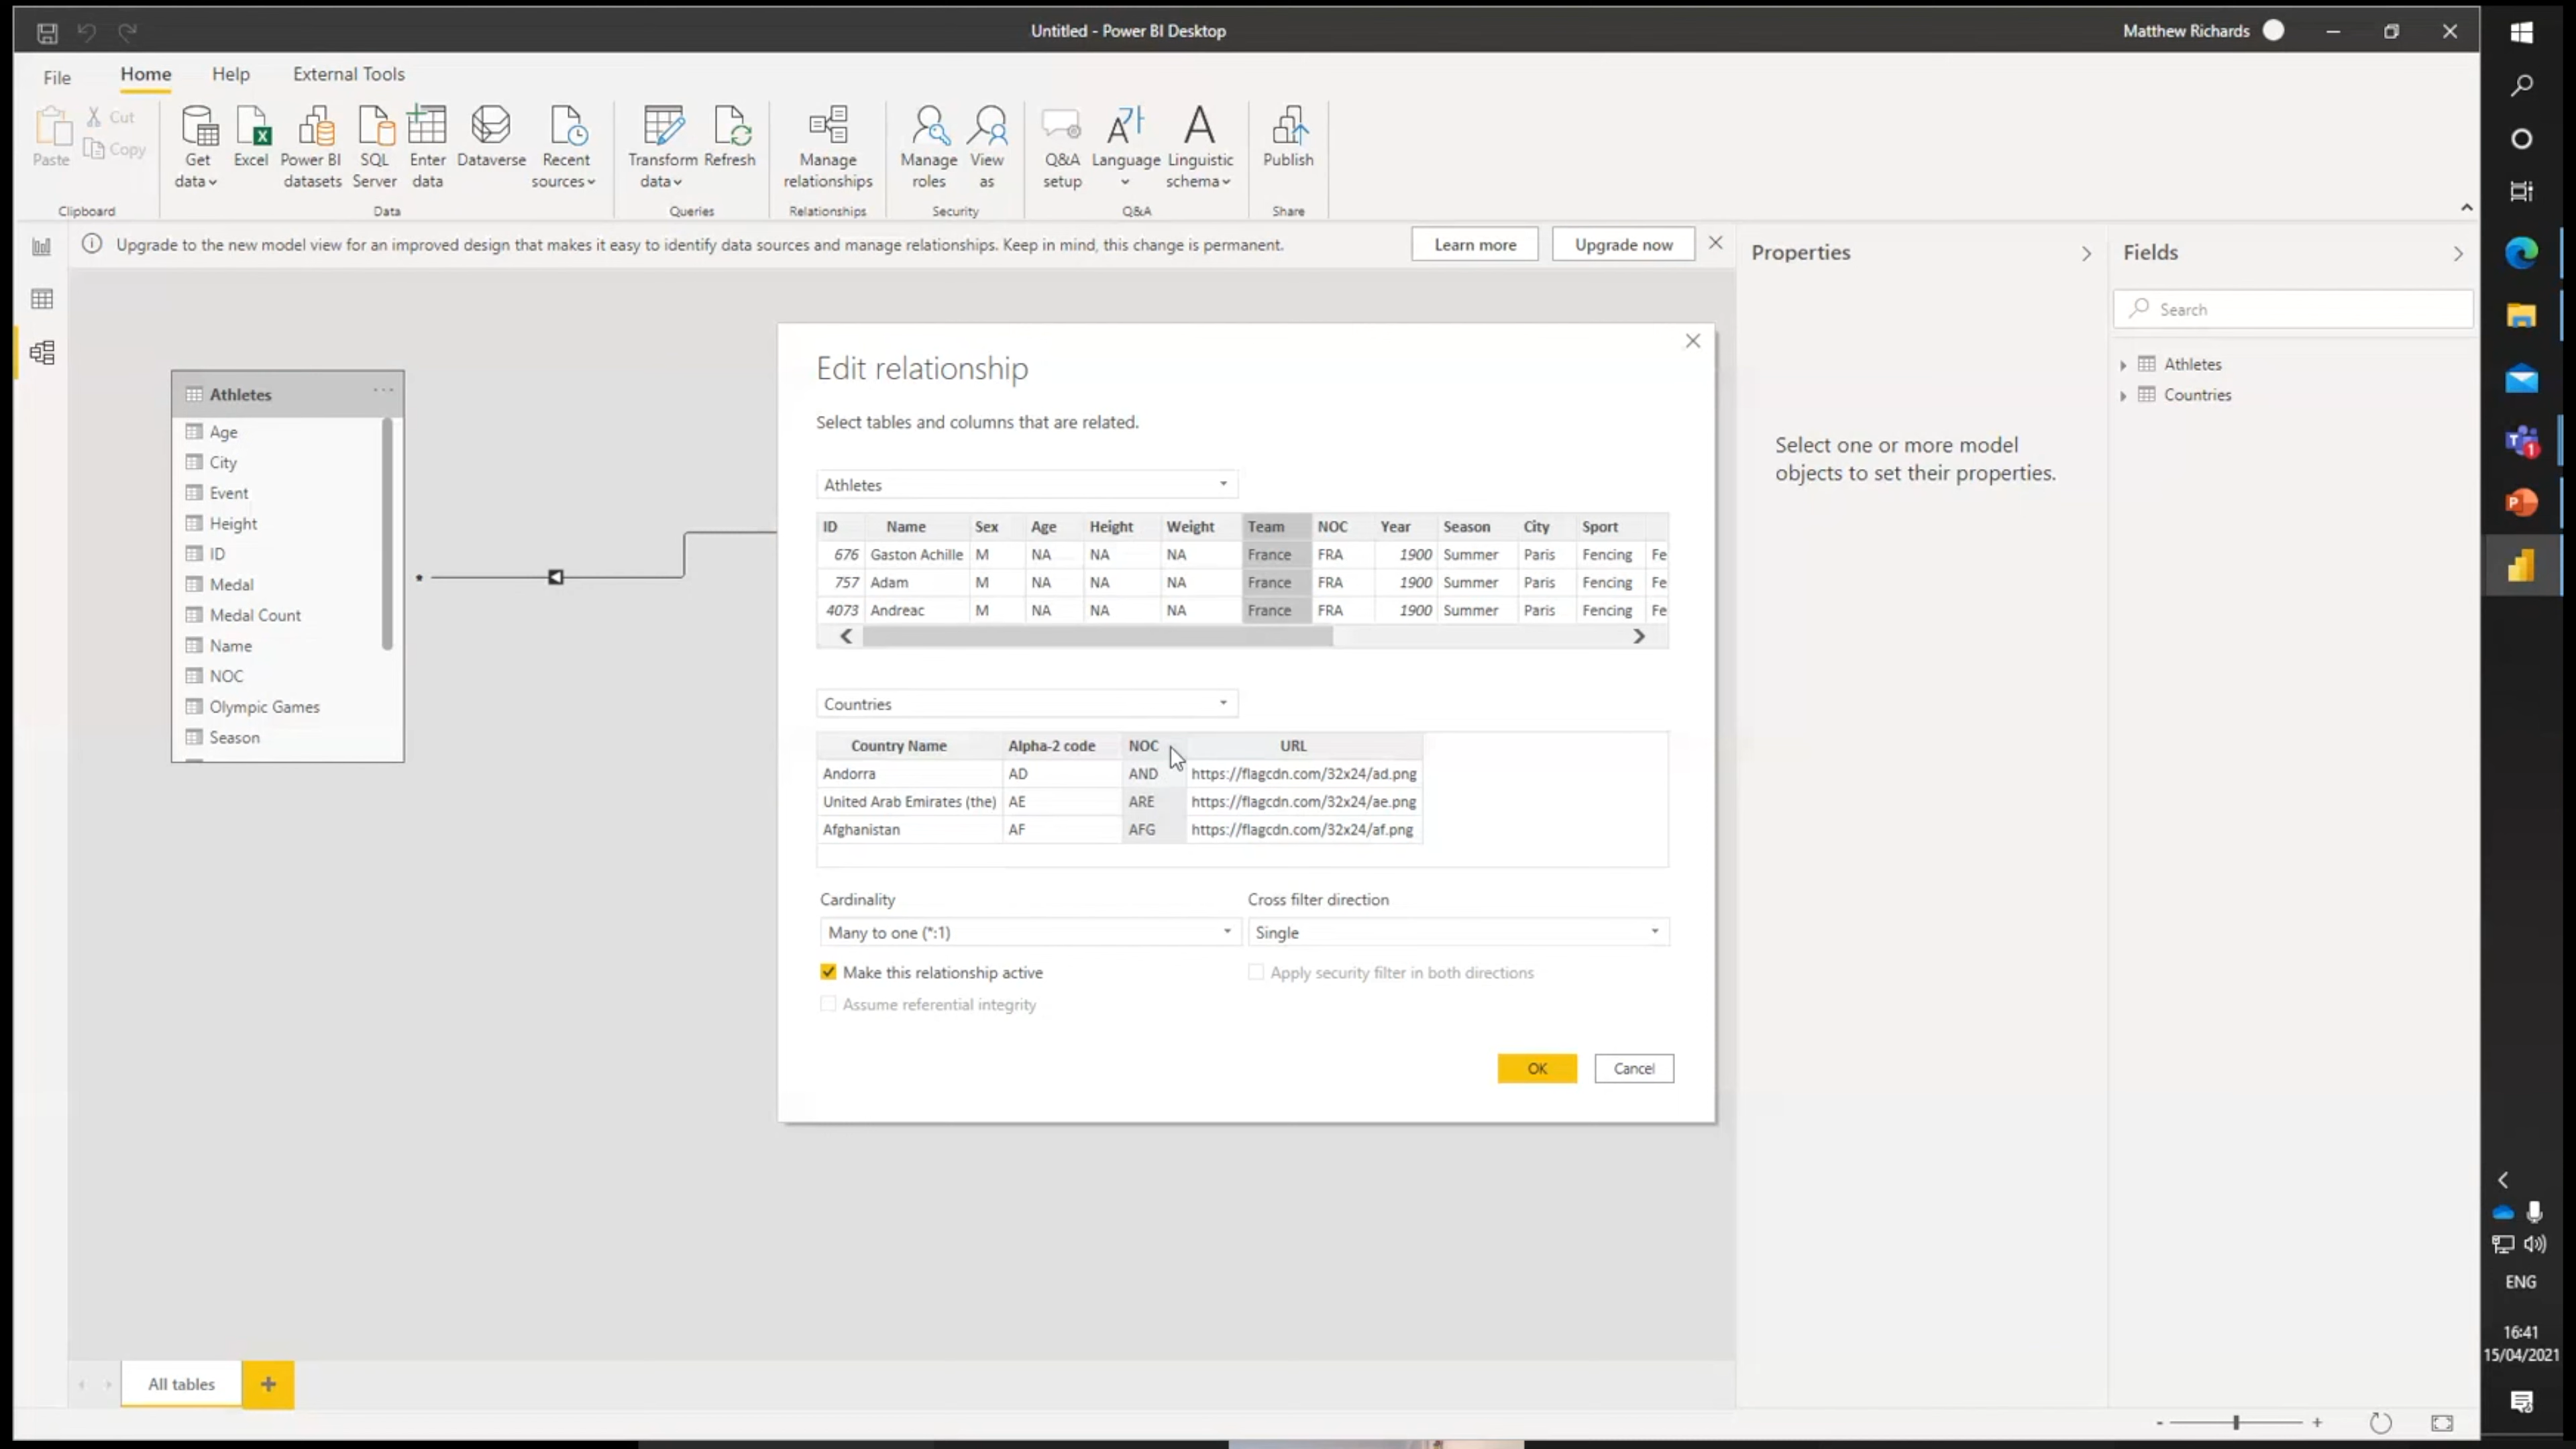 Untitled - Power BI Desktop
Matthew Richards
File
Home
Help
External Tools
Paste
Cut
Copy
Clipboard
Get data
Excel
Power BI datasets
SQL Server
Enter data
Dataverse
Recent sources
Data
Transform data
Refresh
Queries
Manage relationships
Relationships
Manage roles
View as
Security
Q&A setup
Language
Linguistic schema
Q&A
Publish
Share
Upgrade to the new model view for an improved design that makes it easy to identify data sources and manage relationships. Keep in mind, this change is permanent.
Learn more
Upgrade now
Properties
Select one or more model
objects to set their properties.
Fields
Search
Athletes
Countries
Athletes
Age
City
Event
Height
ID
Medal
Medal Count
Name
NOC
Olympic Games
Season
Edit relationship
Select tables and columns that are related.
Athletes
ID Name Sex Age Height Weight Team NOC Year Season City Sport
676 Gaston Achille M NA NA NA France FRA 1900 Summer Paris Fencing Fe
757 Adam M NA NA NA France FRA 1900 Summer Paris Fencing Fe
4073 Andreac M NA NA NA France FRA 1900 Summer Paris Fencing Fe
Countries
Country Name Alpha-2 code NOC URL
Andorra AD AND https://flagcdn.com/32x24/ad.png
United Arab Emirates (the) AE ARE https://flagcdn.com/32x24/ae.png
Afghanistan AF AFG https://flagcdn.com/32x24/af.png
Cardinality
Many to one (*:1)
Cross filter direction
Single
Make this relationship active
Apply security filter in both directions
Assume referential integrity
OK
Cancel
All tables
ENG
16:41
15/04/2021